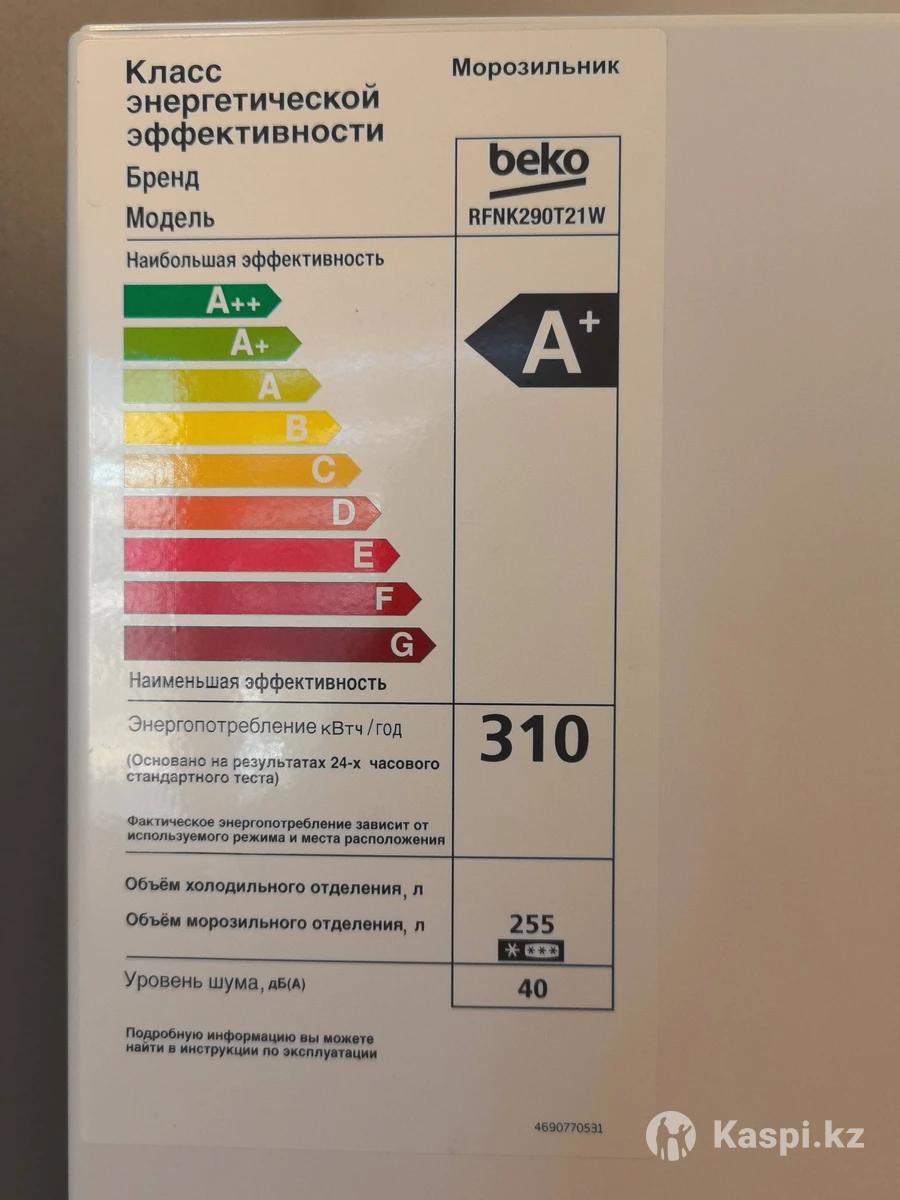 Класс
энергетической
эффективности
Морозильник
Бренд
beko
Модель
RFNK290T21W
Наибольшая эффективность
A++
A+
A
B
C
D
E
F
G
A+
Наименьшая эффективность
Энергопотребление кВтч/год
310
(Основано на результатах 24-х часового
стандартного теста)
Фактическое энергопотребление зависит от
используемого режима и места расположения
Объём холодильного отделения, л
Объём морозильного отделения, л
255
Уровень шума, дБ(А)
40
Подробную информацию вы можете
найти в инструкции по эксплуатации
4690770531
Kaspi.kz